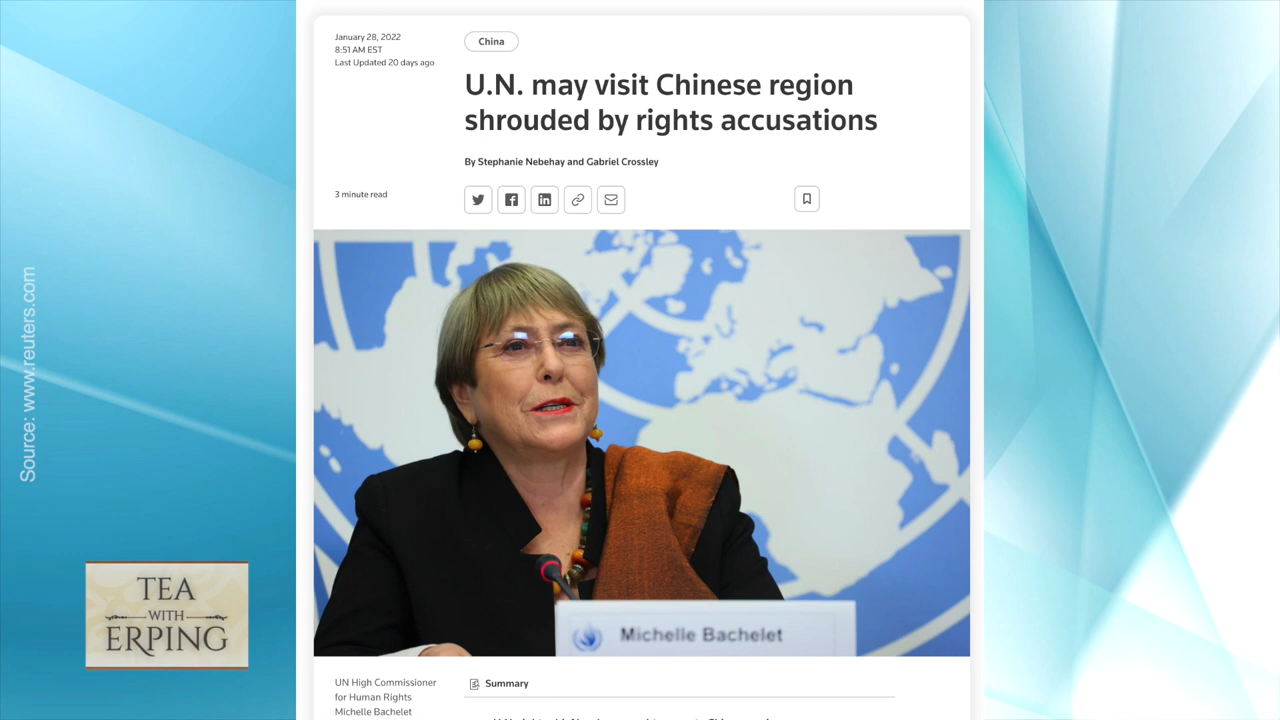 January 28, 2022
8:51 AM EST
Last Updated 20 days ago
China
U.N. may visit Chinese region
shrouded by rights accusations
By Stephanie Nebehay and Gabriel Crossley
3 minute read
Source: www.reuters.com
Michelle Bachelet
TEA
WITH
ERPING
UN High Commissioner
for Human Rights
Michelle Bachelet
Summary